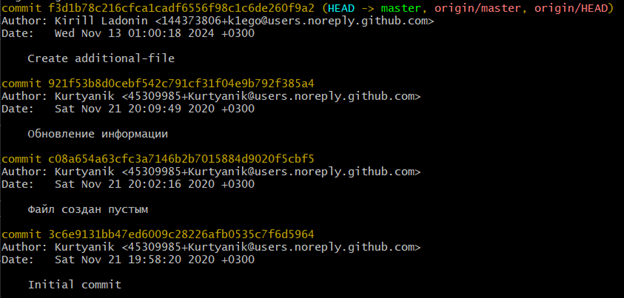 commit f3d1b78c216cfca1cadf6556f98c1c6de260f9a2 (HEAD -> master, origin/master, origin/HEAD)
Author: Kirill Ladonin <144373806+k1ego@users.noreply.github.com>
Date:   Wed Nov 13 01:00:18 2024 +0300
Create additional-file
commit 921f53b8d0cebf542c791cf31f04e9b792f385a4
Author: Kurtyanik <45309985+Kurtyanik@users.noreply.github.com>
Date:   Sat Nov 21 20:09:49 2020 +0300
Обновление информации
commit c08a654a63cfc3a7146b2b7015884d9020f5cbf5
Author: Kurtyanik <45309985+Kurtyanik@users.noreply.github.com>
Date:   Sat Nov 21 20:02:16 2020 +0300
Файл создан пустым
commit 3c6e9131bb47ed6009c28226afb0535c7f6d5964
Author: Kurtyanik <45309985+Kurtyanik@users.noreply.github.com>
Date:   Sat Nov 21 19:58:20 2020 +0300
Initial commit